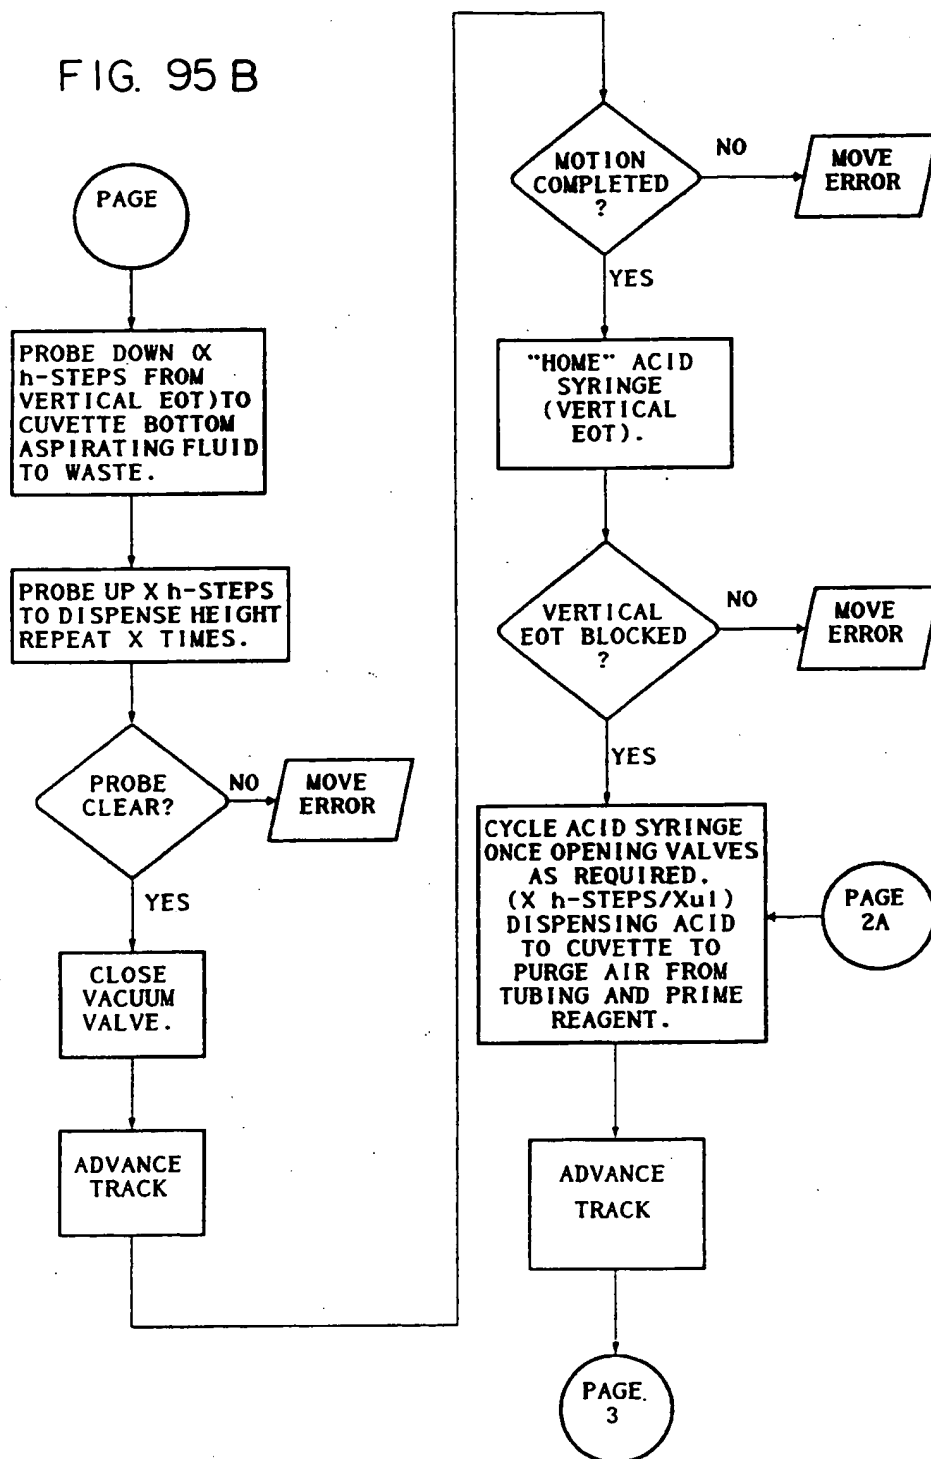 FIG. 95B
PAGE
PROBE DOWN (X
h-STEPS FROM
VERTICAL EOT)TO
CUVETTE BOTTOM
ASPIRATING FLUID
TO WASTE.
PROBE UP X h-STEPS
TO DISPENSE HEIGHT
REPEAT X TIMES.
PROBE
CLEAR?
NO
MOVE
ERROR
YES
CLOSE
VACUUM
VALVE.
ADVANCE
TRACK
MOTION
COMPLETED
?
NO
MOVE
ERROR
YES
"HOME" ACID
SYRINGE
(VERTICAL
EOT).
VERTICAL
EOT BLOCKED
?
NO
MOVE
ERROR
YES
CYCLE ACID SYRINGE
ONCE OPENING VALVES
AS REQUIRED.
(X h-STEPS/Xul)
DISPENSING ACID
TO CUVETTE TO
PURGE AIR FROM
TUBING AND PRIME
REAGENT.
PAGE
2A
ADVANCE
TRACK
PAGE.
3